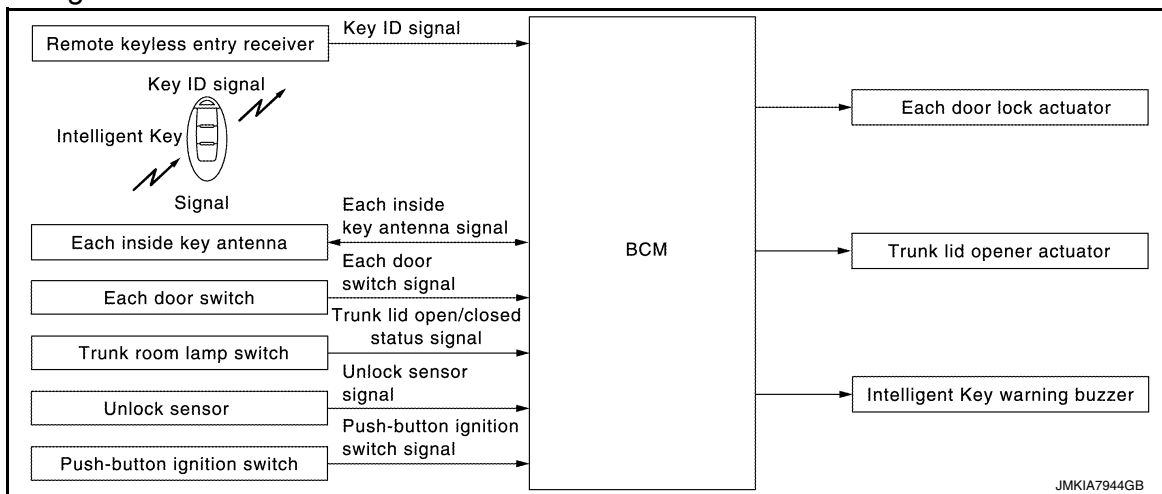 Remote keyless entry receiver
Key ID signal
Key ID signal
Intelligent Key
Signal
Each inside key antenna
Each inside
key antenna signal
Each door switch
Each door
switch signal
Trunk room lamp switch
Trunk lid open/closed
status signal
Unlock sensor
Unlock sensor
signal
Push-button ignition switch
Push-button ignition
switch signal
BCM
Each door lock actuator
Trunk lid opener actuator
Intelligent Key warning buzzer
JMKIA7944GB